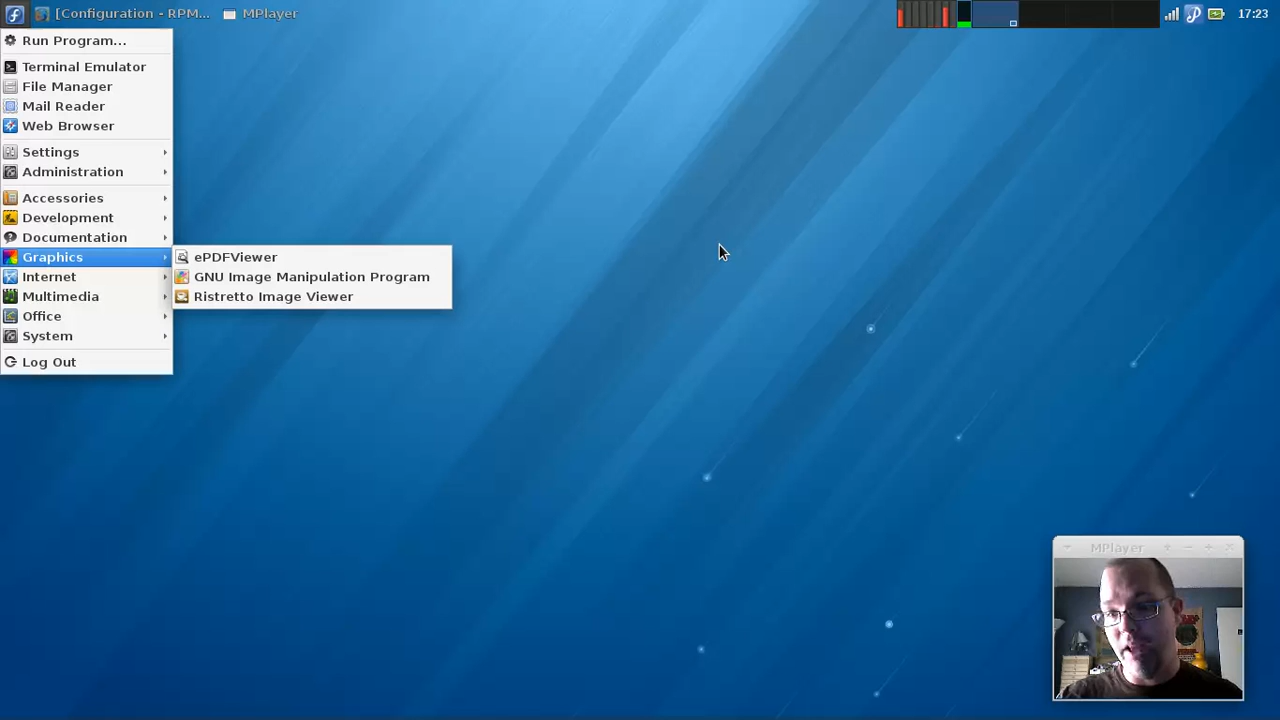 [Configuration - RPM... MPlayer 17:23
Run Program...
Terminal Emulator
File Manager
Mail Reader
Web Browser
Settings
Administration
Accessories
Development
Documentation
Graphics
Internet
Multimedia
Office
System
Log Out
ePDFViewer
GNU Image Manipulation Program
Ristretto Image Viewer
MPlayer